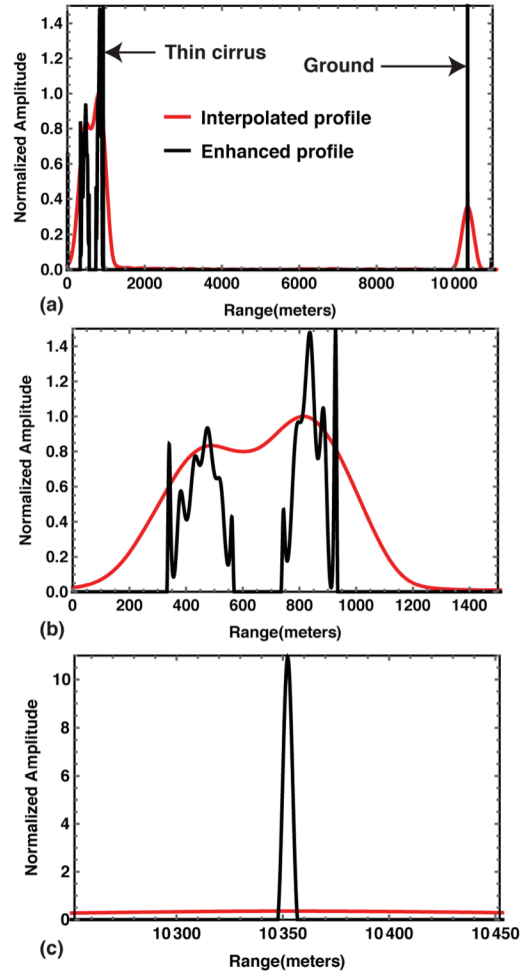 1.4
1.2
1.0
0.8
0.6
0.4
0.2
0.0
Normalized Amplitude
Thin cirrus
Ground
Interpolated profile
Enhanced profile
0 2000 4000 6000 8000 10 000
Range(meters)
(a)
1.4
1.2
1.0
0.8
0.6
0.4
0.2
0.0
Normalized Amplitude
0 200 400 600 800 1000 1200 1400
Range(meters)
(b)
10
8
6
4
2
0
Normalized Amplitude
10 300 10 350 10 400 10 450
Range(meters)
(c)